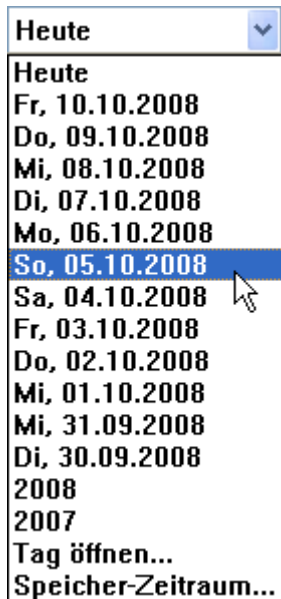 Heute
Heute
Fr, 10.10.2008
Do, 09.10.2008
Mi, 08.10.2008
Di, 07.10.2008
Mo, 06.10.2008
So, 05.10.2008
Sa, 04.10.2008
Fr, 03.10.2008
Do, 02.10.2008
Mi, 01.10.2008
Mi, 31.09.2008
Di, 30.09.2008
2008
2007
Tag öffnen...
Speicher-Zeitraum...